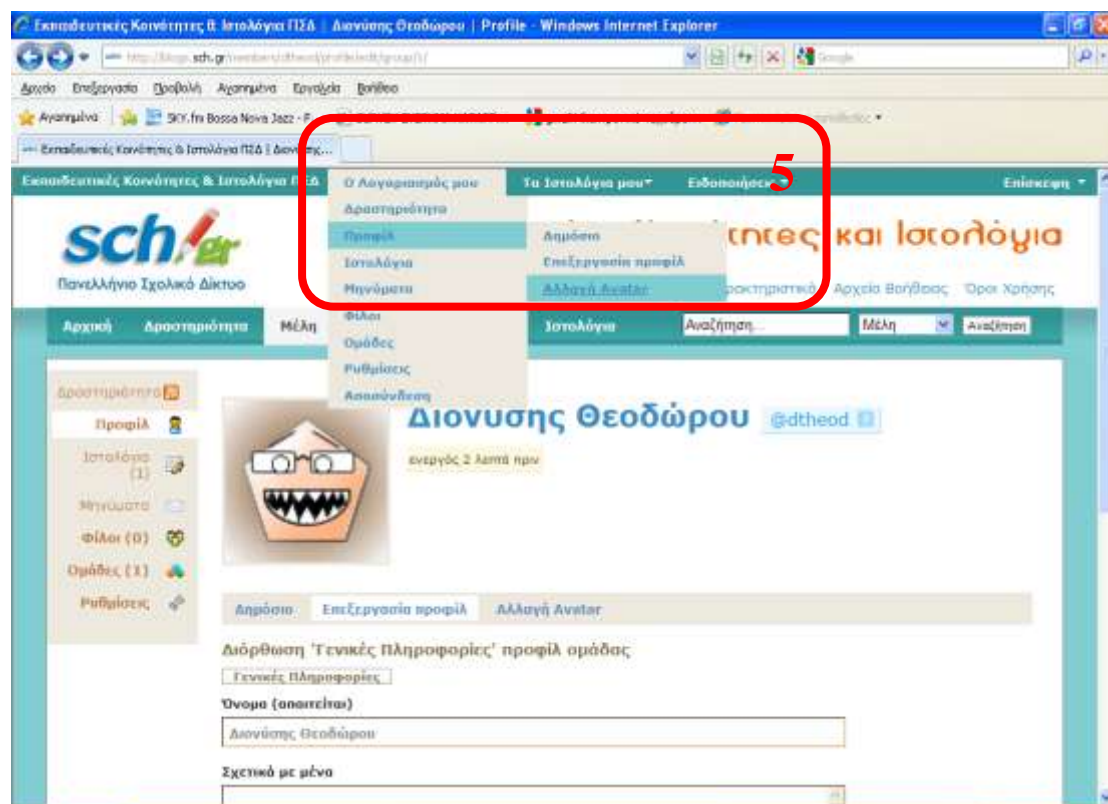 Εκπαιδευτικές Κοινότητες & Ιστολόγια ΠΣΔ | Διονύσης Θεοδώρου | Profile - Windows Internet Explorer
Google
Αρχείο Επεξεργασία Προβολή Αγαπημένα Εργαλεία Βοήθεια
Αγαπημένα SKY.fm Bossa Nova Jazz - F...
Εκπαιδευτικές Κοινότητες & Ιστολόγια ΠΣΔ | Διονύσης...
5
Εκπαιδευτικές Κοινότητες & Ιστολόγια ΠΣΔ Ο Λογαριασμός μου Τα Ιστολόγια μου Ειδοποιήσεις Επίσκεψη
Δραστηριότητα
Προφίλ Δημόσιο
Ιστολόγια Επεξεργασία προφίλ
Μηνύματα Αλλαγή Avatar
Φίλοι
Ομάδες
Ρυθμίσεις
Αποσύνδεση
sch.gr
Πανελλήνιο Σχολικό Δίκτυο
και Ιστολόγια
Αρχεία Βοήθειας Όροι Χρήσης
Αρχική Δραστηριότητα Μέλη Ιστολόγια Αναζήτηση... Μέλη Αναζήτηση
Δραστηριότητα
Προφίλ
Ιστολόγια (1)
Μηνύματα
Φίλοι (0)
Ομάδες (1)
Ρυθμίσεις
Διονύσης Θεοδώρου @dtheod
ενεργός 2 λεπτά πριν
Δημόσιο Επεξεργασία προφίλ Αλλαγή Avatar
Διόρθωση 'Γενικές Πληροφορίες' προφίλ ομάδας
Γενικές Πληροφορίες
Όνομα (απαιτείται)
Διονύσης Θεοδώρου
Σχετικά με μένα